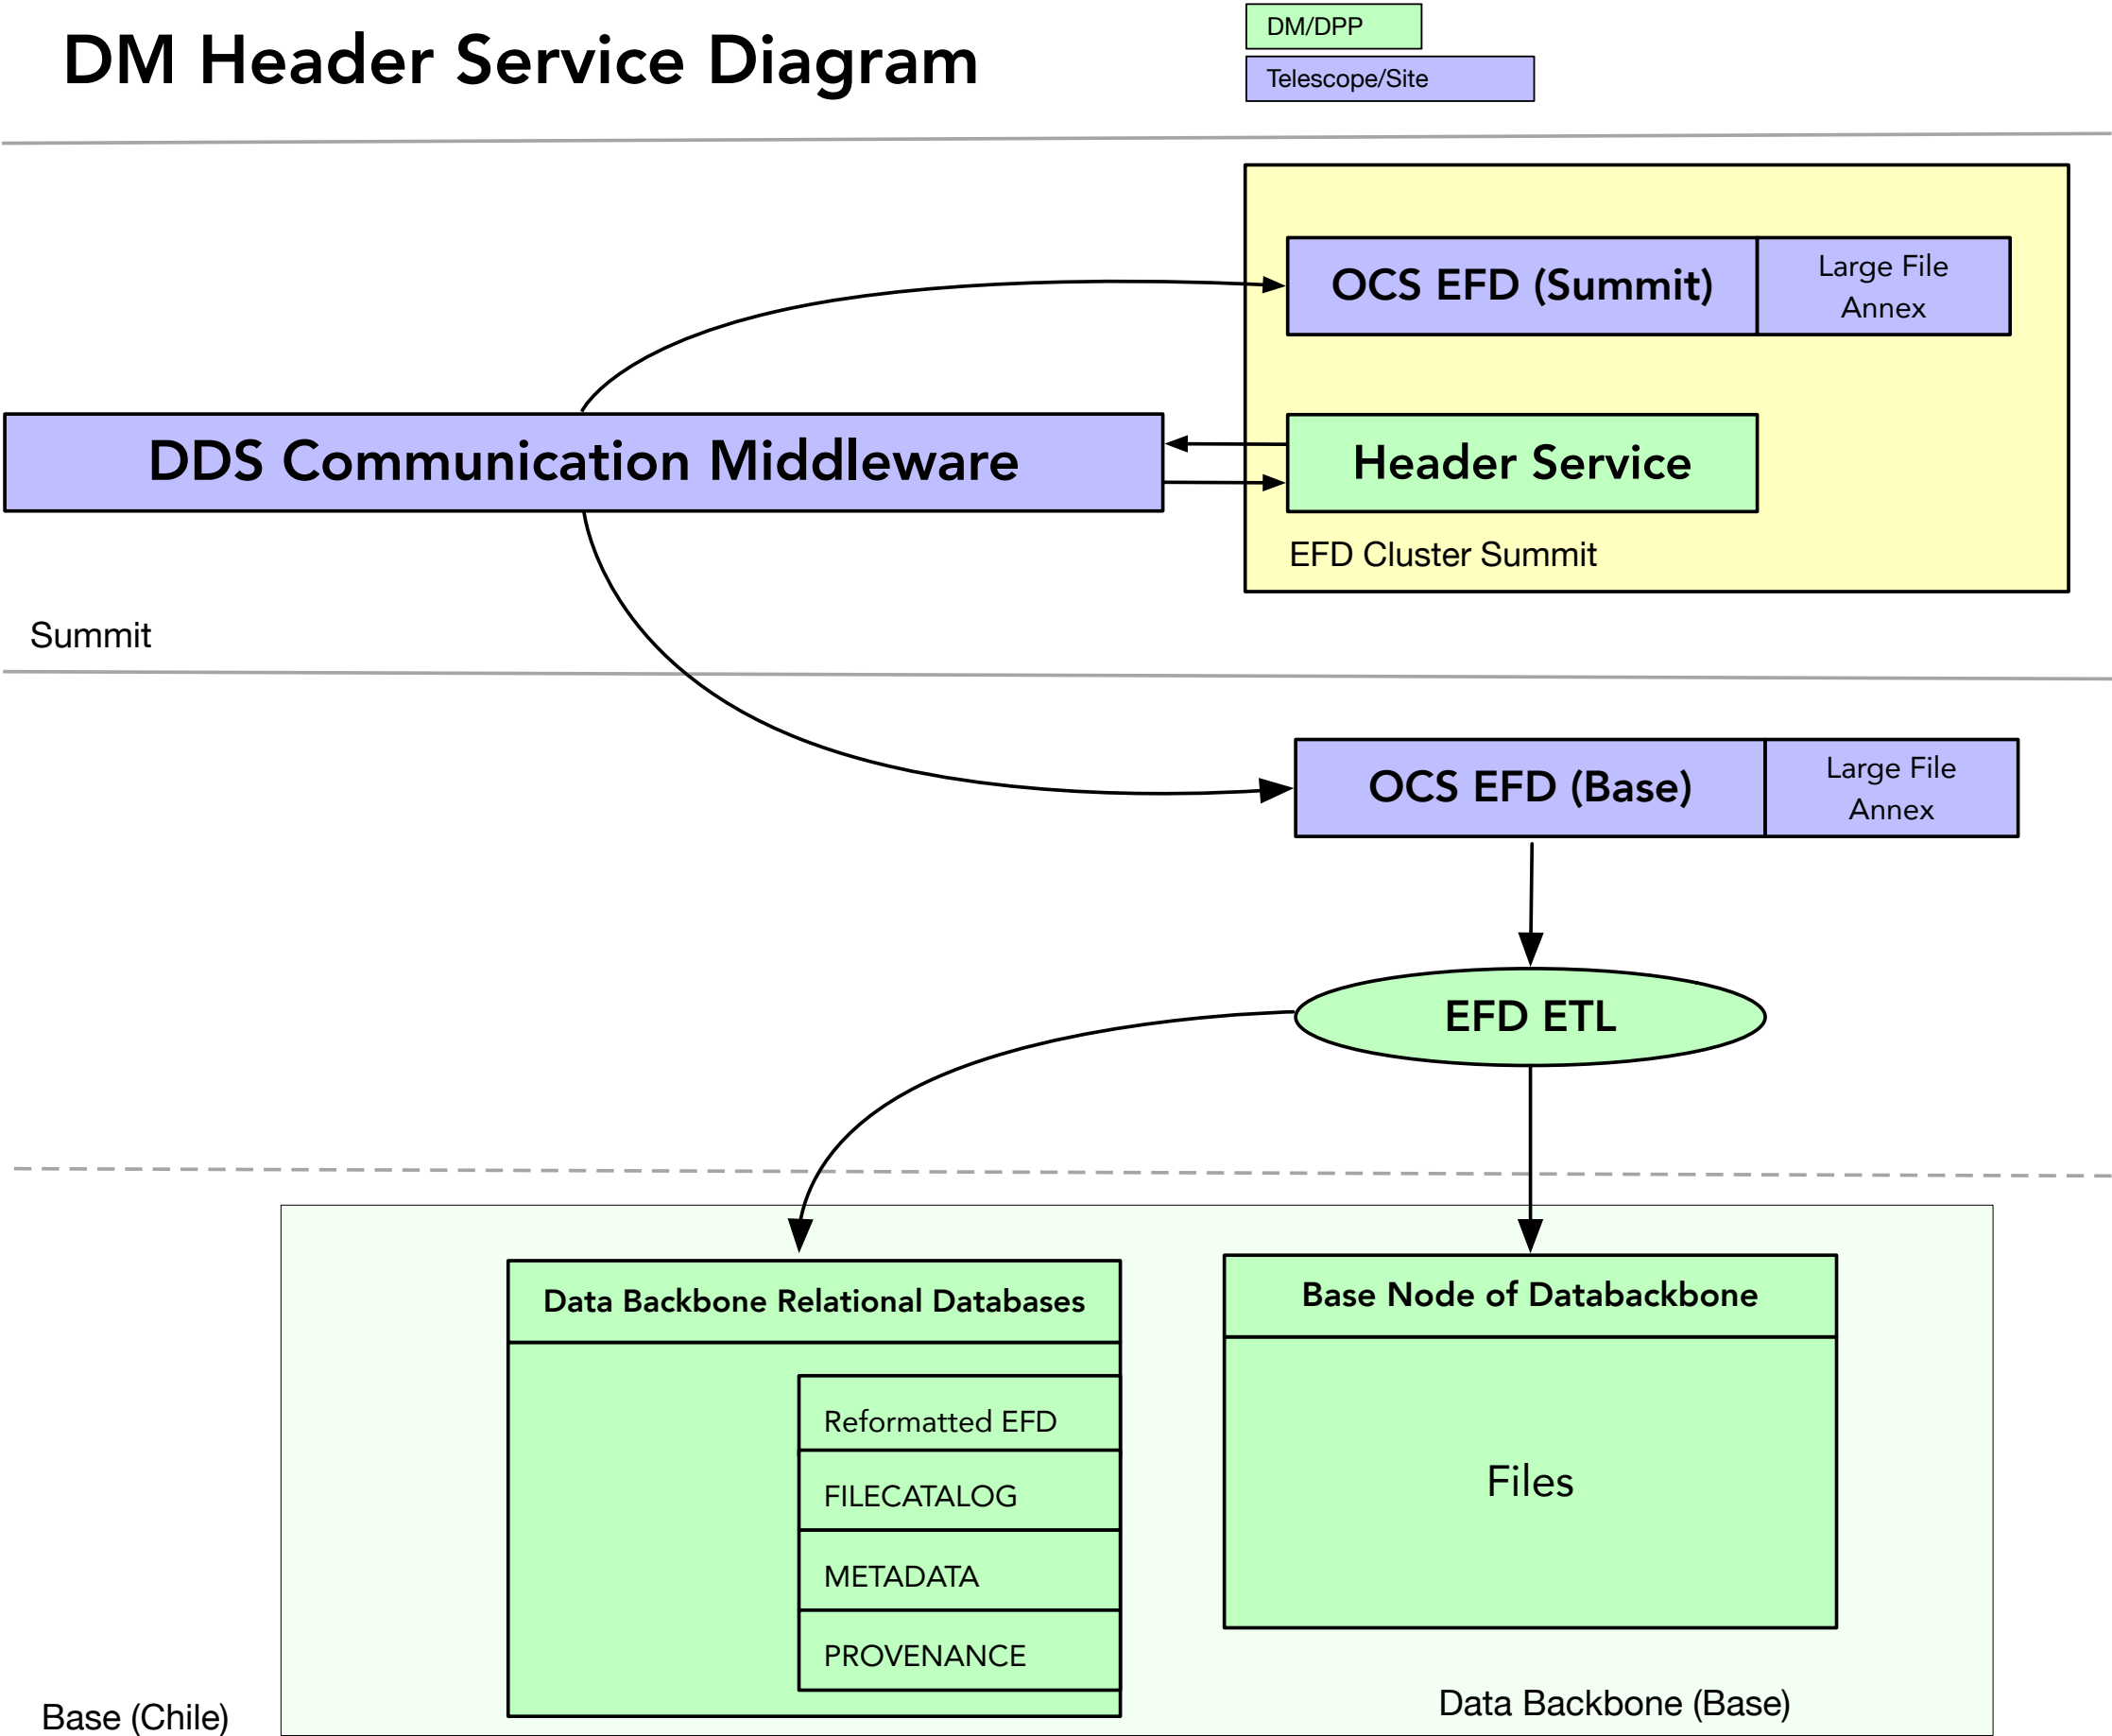 DM Header Service Diagram
DM/DPP
Telescope/Site
OCS EFD (Summit)
Large File
Annex
DDS Communication Middleware
Header Service
EFD Cluster Summit
Summit
OCS EFD (Base)
Large File
Annex
EFD ETL
Data Backbone Relational Databases
Base Node of Databackbone
Reformatted EFD
FILECATALOG
METADATA
PROVENANCE
Files
Data Backbone (Base)
Base (Chile)